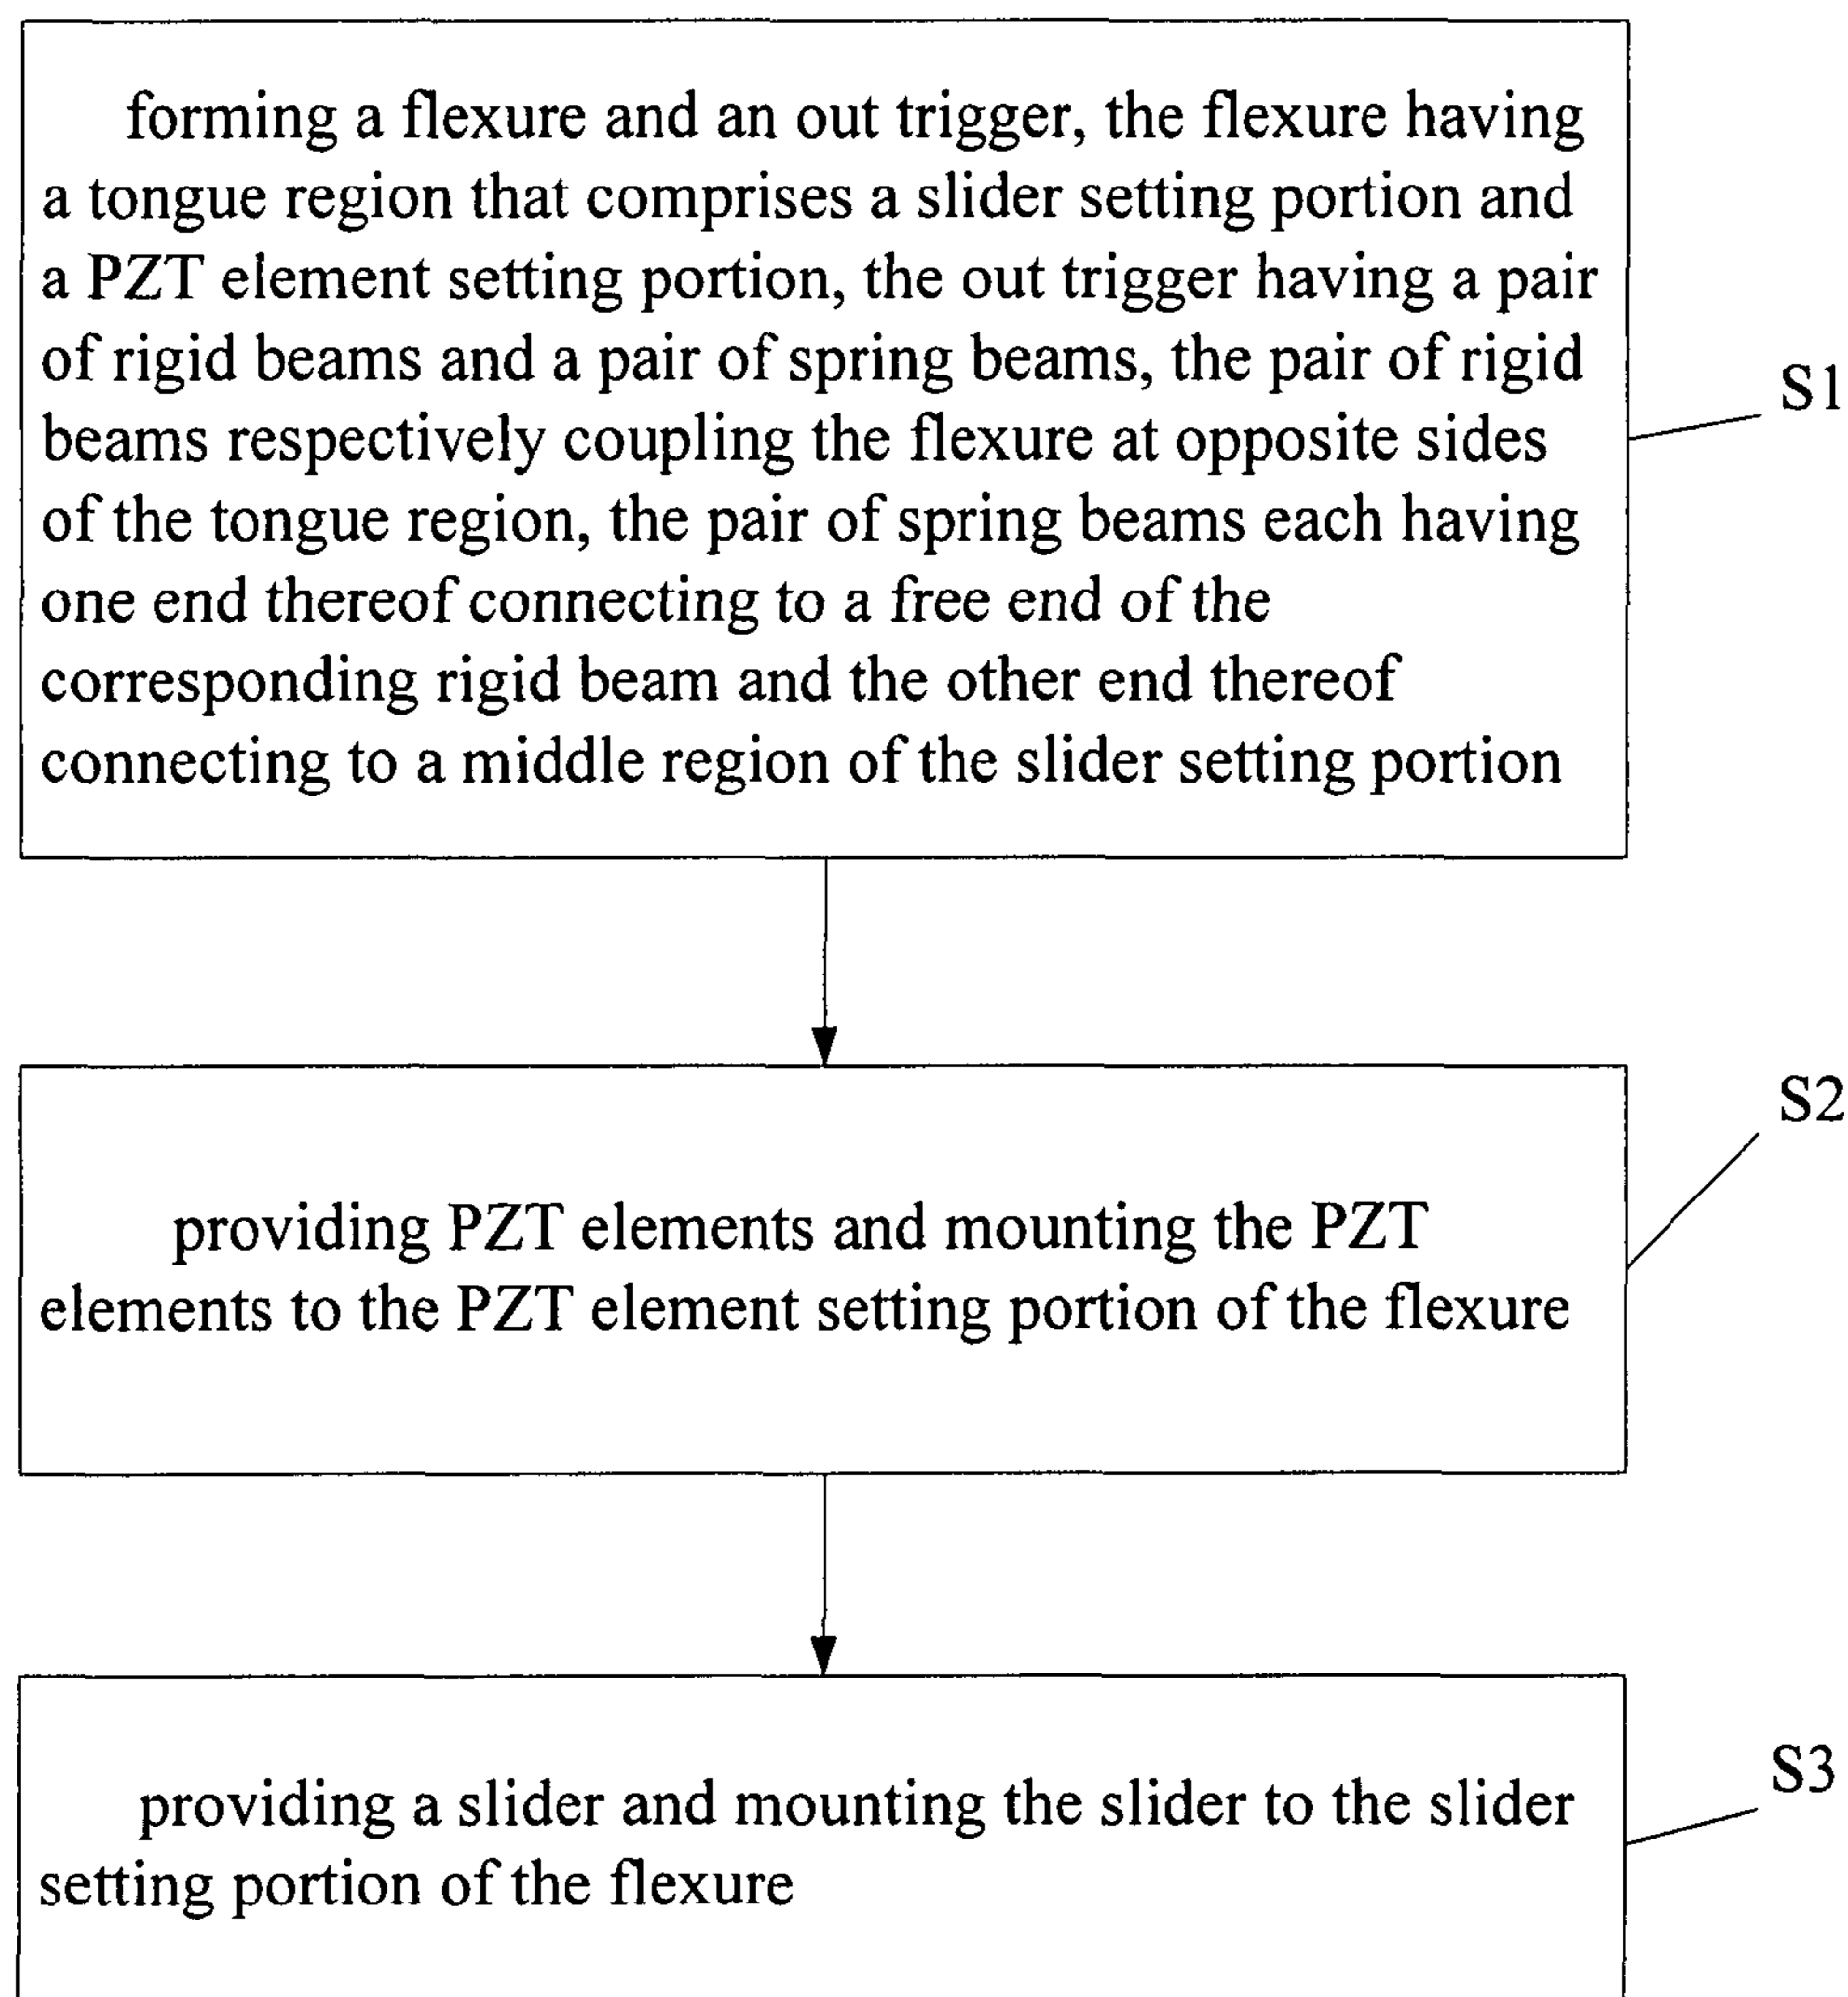 forming a flexure and an out trigger, the flexure having
a tongue region that comprises a slider setting portion and
a PZT element setting portion, the out trigger having a pair
of rigid beams and a pair of spring beams, the pair of rigid
beams respectively coupling the flexure at opposite sides
of the tongue region, the pair of spring beams each having
one end thereof connecting to a free end of the
corresponding rigid beam and the other end thereof
connecting to a middle region of the slider setting portion
S1
providing PZT elements and mounting the PZT
elements to the PZT element setting portion of the flexure
S2
providing a slider and mounting the slider to the slider
setting portion of the flexure
S3